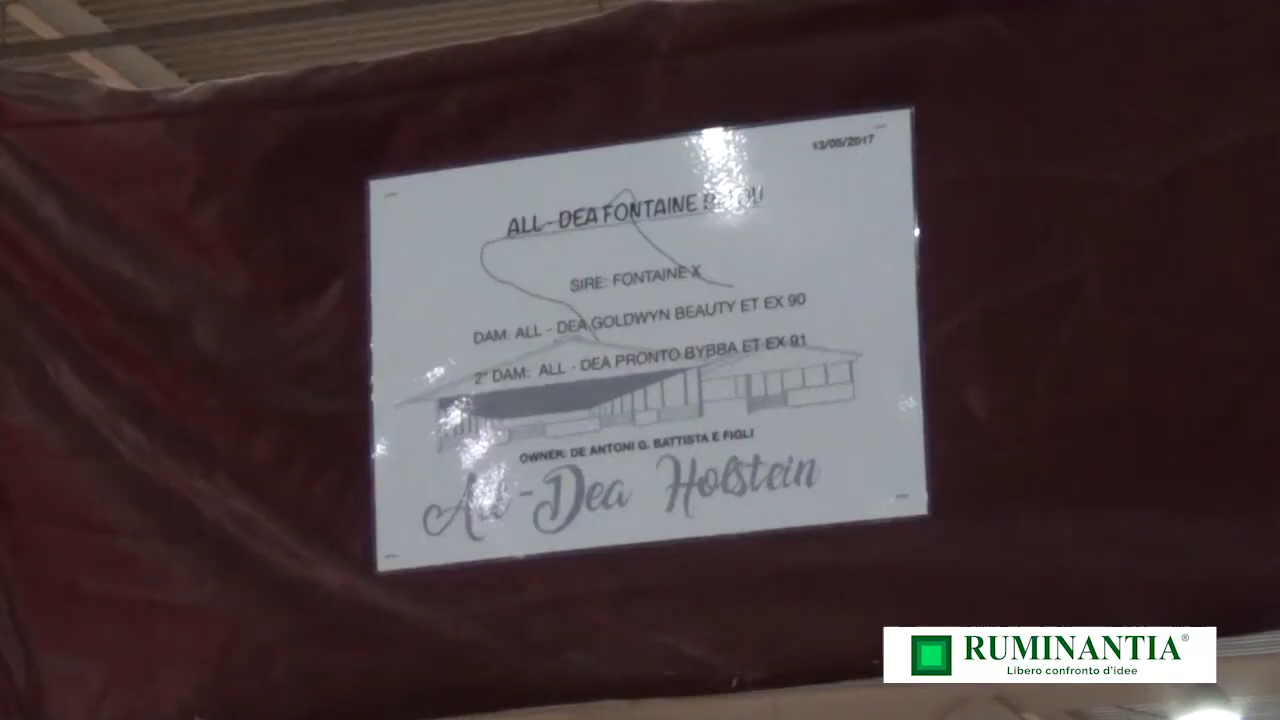 13/05/2017
ALL - DEA FONTAINE
SIRE: FONTAINE X
DAM: ALL - DEA GOLDWYN BEAUTY ET EX 90
2° DAM: ALL - DEA PRONTO BYBBA ET EX 91
OWNER: DE ANTONI G. BATTISTA E FIGLI
All-Dea Holstein
RUMINANTIA®
Libero confronto d'idee